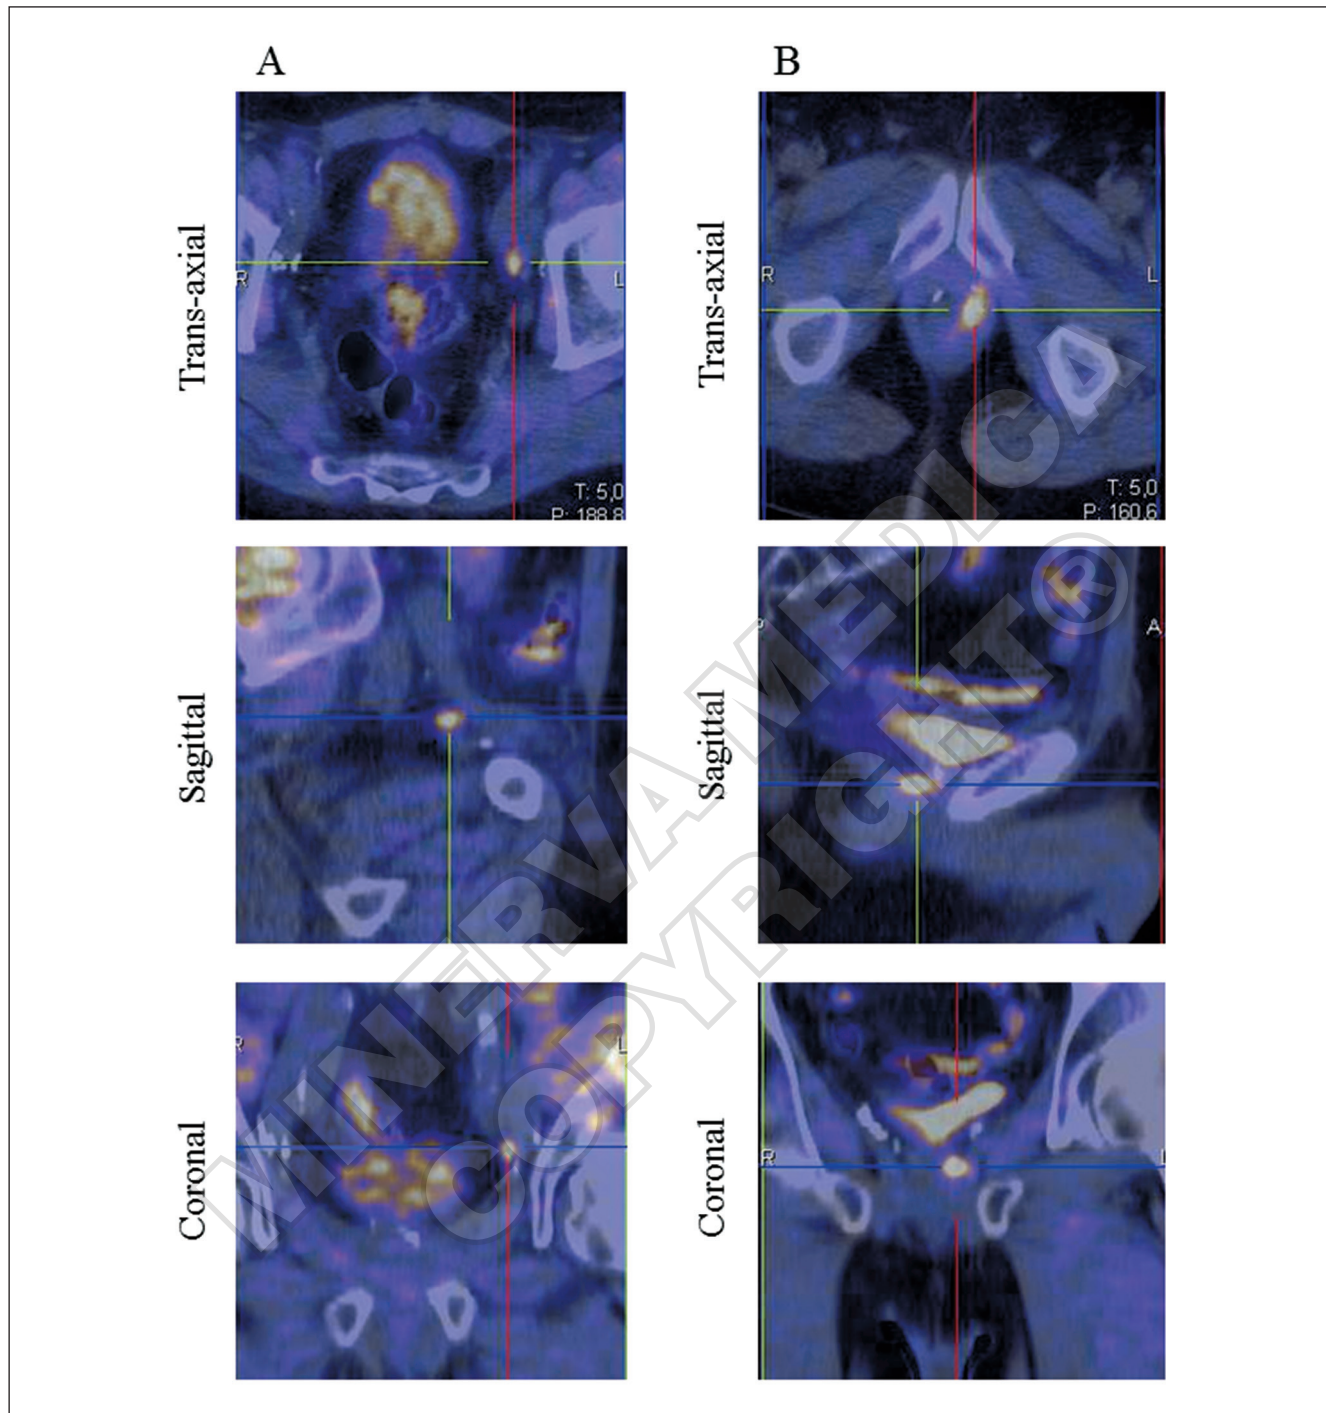 A
B
Trans-axial
Trans-axial
R
L
R
L
T: 5,0
P: 188,8
T: 5,0
P: 160,6
Sagittal
Sagittal
A
Coronal
Coronal
R
L
R
MINERVA MEDICA
COPYRIGHT®